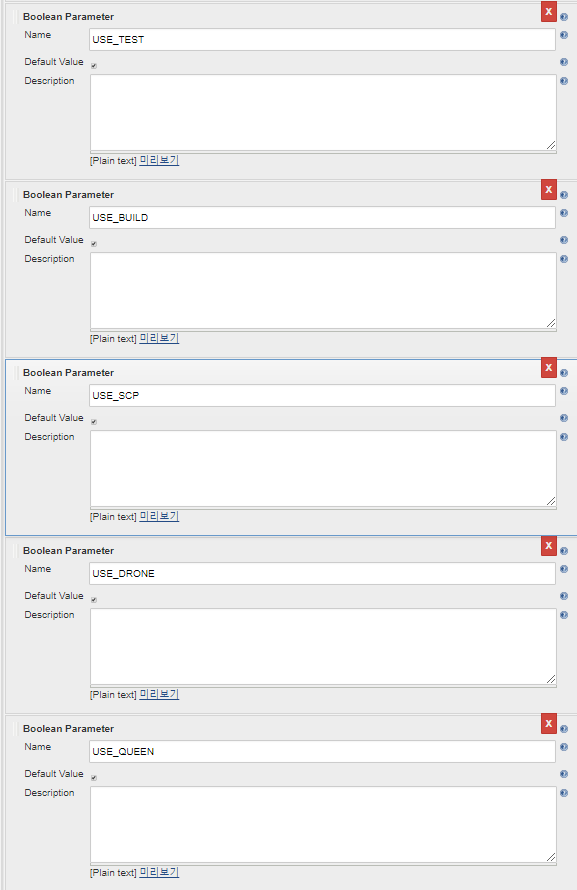 Boolean Parameter
X
Name
USE_TEST
Default Value
Description
[Plain text] 미리보기
Boolean Parameter
X
Name
USE_BUILD
Default Value
Description
[Plain text] 미리보기
Boolean Parameter
X
Name
USE_SCP
Default Value
Description
[Plain text] 미리보기
Boolean Parameter
X
Name
USE_DRONE
Default Value
Description
[Plain text] 미리보기
Boolean Parameter
X
Name
USE_QUEEN
Default Value
Description
[Plain text] 미리보기